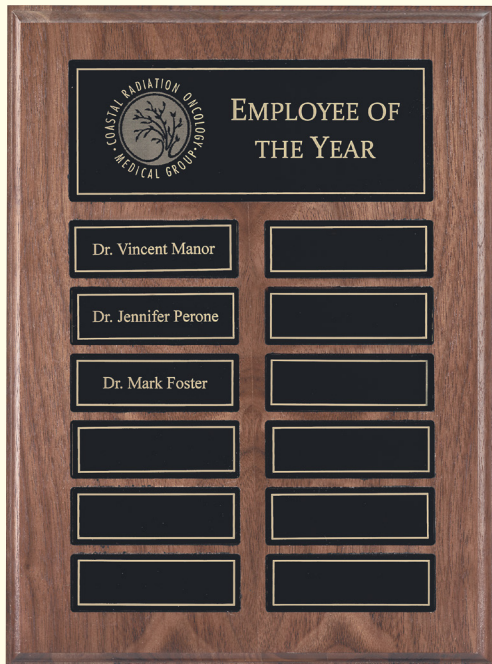 COASTAL RADIATION ONCOLOGY
• MEDICAL GROUP •
EMPLOYEE OF
THE YEAR
Dr. Vincent Manor
Dr. Jennifer Perone
Dr. Mark Foster